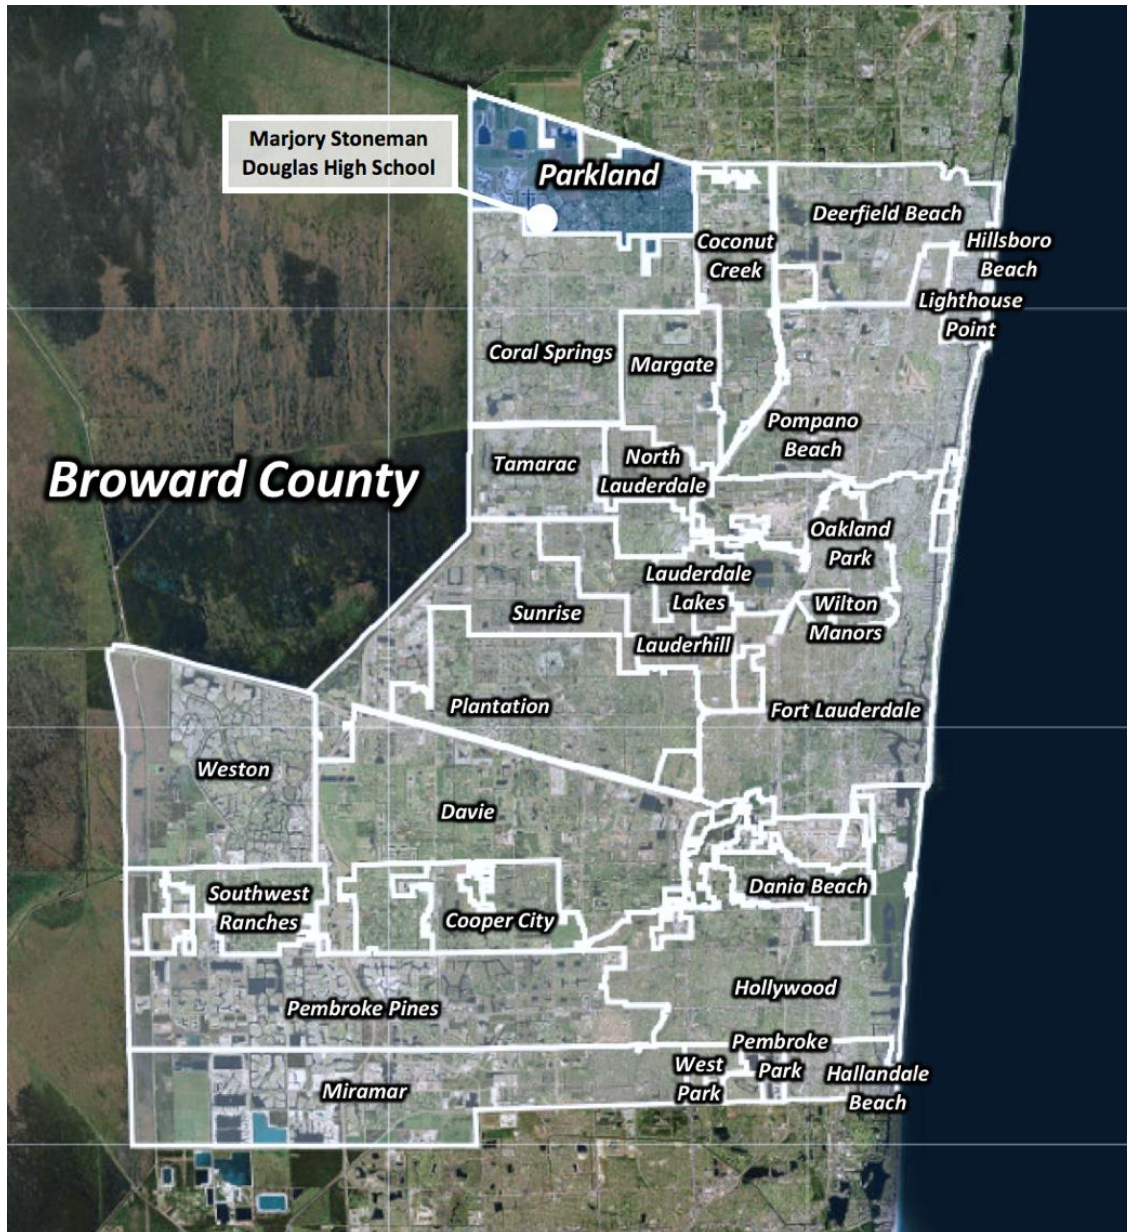 Marjory Stoneman
Douglas High School
Parkland
Deerfield Beach
Coconut
Creek
Hillsboro
Beach
Lighthouse
Point
Coral Springs
Margate
Pompano
Beach
Broward County
Tamarac
North
Lauderdale
Oakland
Park
Lauderdale
Lakes
Sunrise
Wilton
Manors
Lauderhill
Plantation
Fort Lauderdale
Weston
Davie
Southwest
Ranches
Cooper City
Dania Beach
Pembroke Pines
Hollywood
Pembroke
Park
West
Park
Hallandale
Beach
Miramar